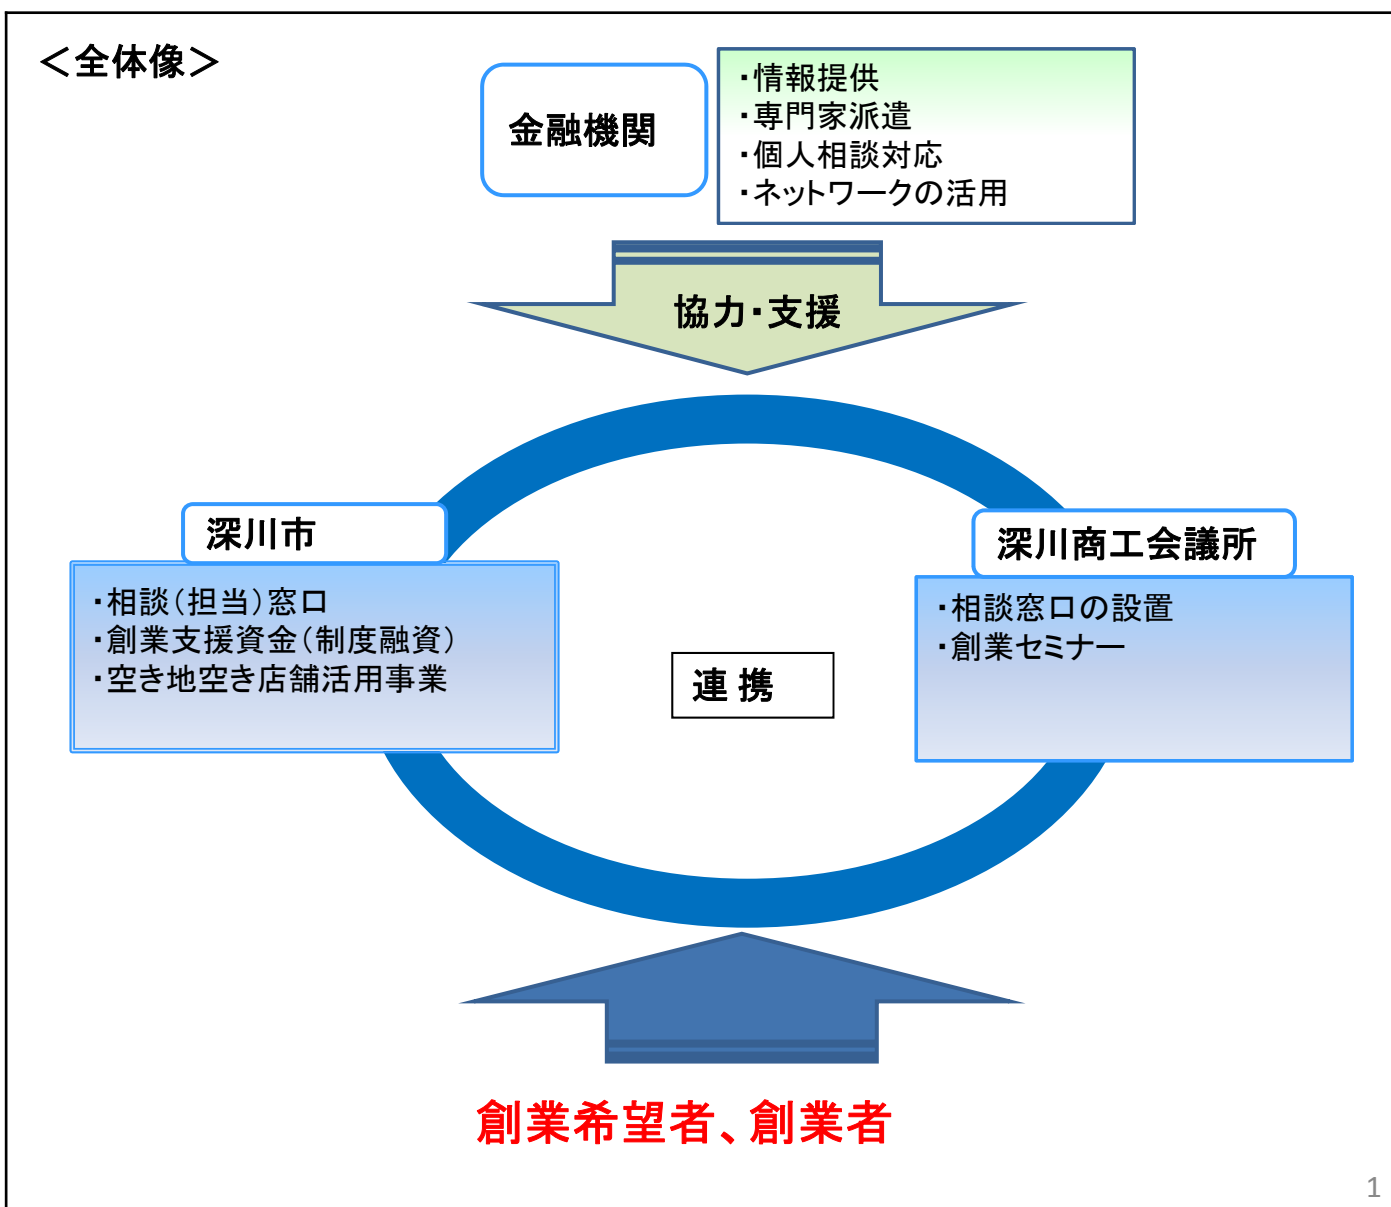 ＜全体像＞
金融機関
・情報提供
・専門家派遣
・個人相談対応
・ネットワークの活用
協力・支援
深川市
・相談（担当）窓口
・創業支援資金（制度融資）
・空き地空き店舗活用事業
深川商工会議所
・相談窓口の設置
・創業セミナー
連 携
創業希望者、創業者
1